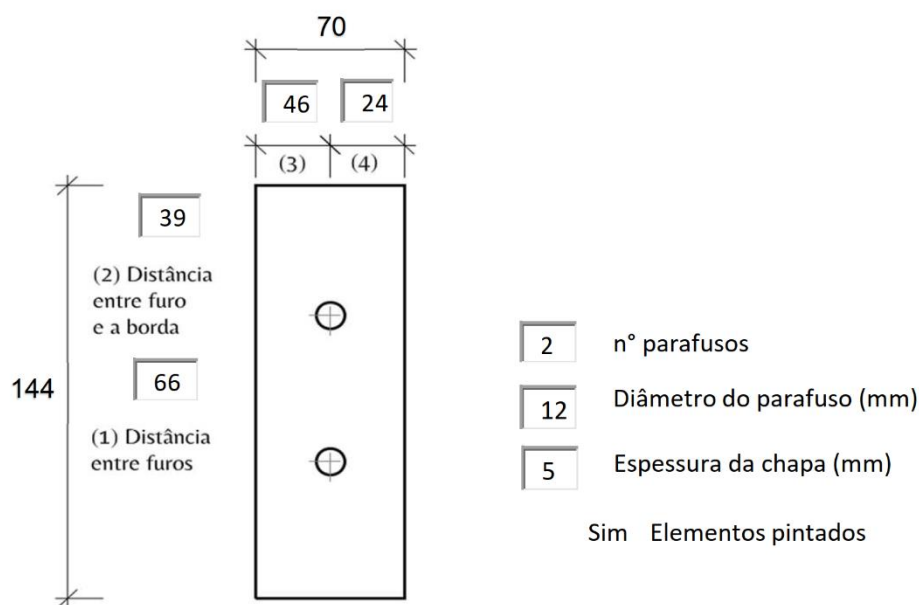 70
46
24
(3)
(4)
39
(2) Distância
entre furo
e a borda
144
66
(1) Distância
entre furos
2 n° parafusos
12 Diâmetro do parafuso (mm)
5 Espessura da chapa (mm)
Sim Elementos pintados